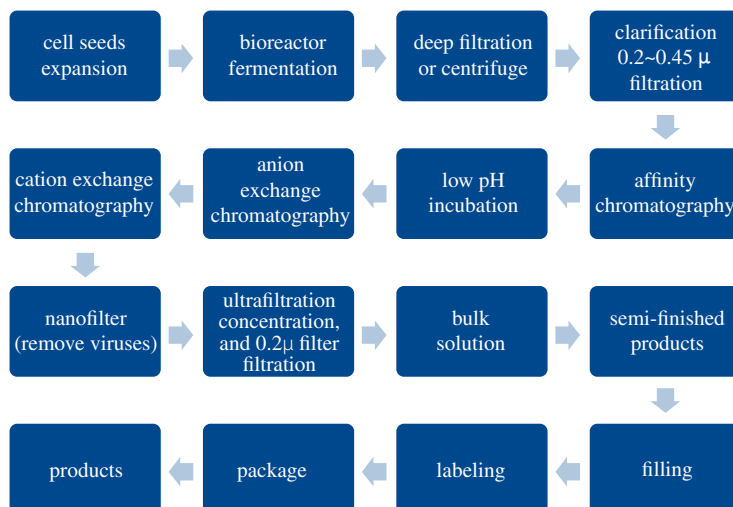 cell seeds
expansion
bioreactor
fermentation
deep filtration
or centrifuge
clarification
0.2~0.45 μ
filtration
affinity
chromatography
low pH
incubation
anion
exchange
chromatography
cation exchange
chromatography
nanofilter
(remove viruses)
ultrafiltration
concentration,
and 0.2μ filter
filtration
bulk
solution
semi-finished
products
filling
labeling
package
products